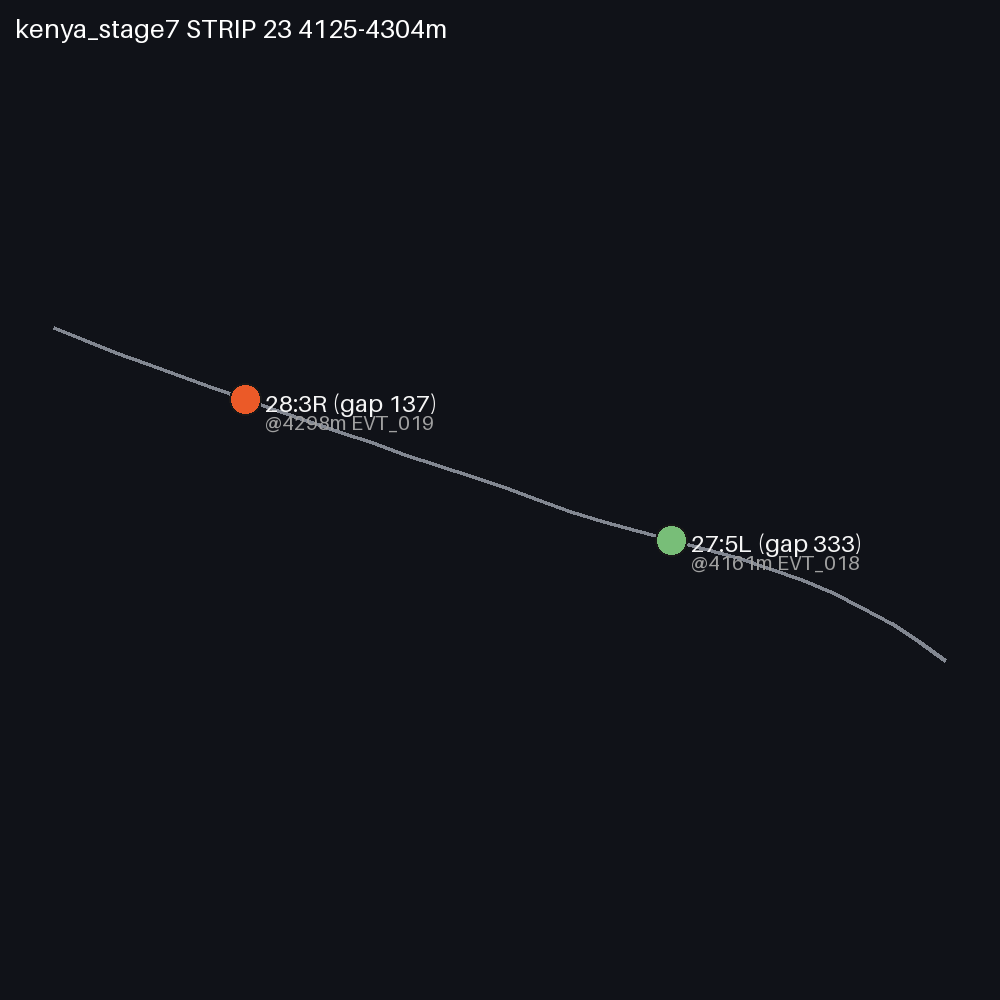 kenya_stage7 STRIP 23 4125-4304m
28:3R (gap 137)
@4298m EVT_019
27:5L (gap 333)
@4161m EVT_018